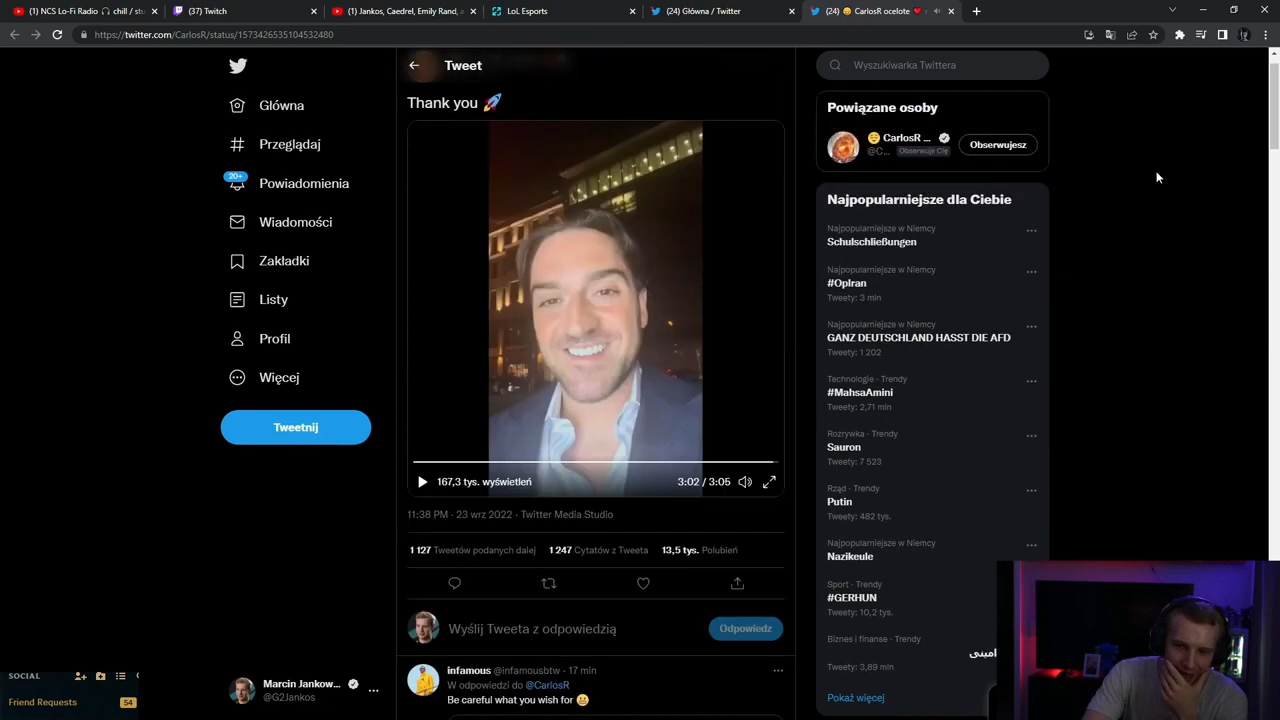 (1) NCS Lo-Fi Radio 🎧 chill / stu
(37) Twitch
(1) Jankos, Caedrel, Emily Rand, a
LoL Esports
(24) Główna / Twitter
(24) 😄 CarlosR ocelote ❤️
https://twitter.com/CarlosR/status/1573426535104532480
Główna
Przeglądaj
20+
Powiadomienia
Wiadomości
Zakładki
Listy
Profil
Więcej
Tweetnij
Marcin Jankow...
@G2Jankos
SOCIAL
Friend Requests
54
Tweet
Thank you 🚀
167,3 tys. wyświetleń
3:02 / 3:05
11:38 PM · 23 wrz 2022 · Twitter Media Studio
1 127 Tweetów podanych dalej
1 247 Cytatów z Tweeta
13,5 tys. Polubień
Wyślij Tweeta z odpowiedzią
Odpowiedz
infamous @infamousbtw · 17 min
W odpowiedzi do @CarlosR
Be careful what you wish for 😬
Wyszukiwarka Twittera
Powiązane osoby
😌 CarlosR ...
@C...
Obserwuje Cię
Obserwujesz
Najpopularniejsze dla Ciebie
Najpopularniejsze w Niemcy
Schulschließungen
Najpopularniejsze w Niemcy
#OpIran
Tweety: 3 min
Najpopularniejsze w Niemcy
GANZ DEUTSCHLAND HASST DIE AFD
Tweety: 1 202
Technologie · Trendy
#MahsaAmini
Tweety: 2,71 mln
Rozrywka · Trendy
Sauron
Tweety: 7 523
Rząd · Trendy
Putin
Tweety: 482 tys.
Najpopularniejsze w Niemcy
Nazikeule
Sport · Trendy
#GERHUN
Tweety: 10,2 tys.
Biznes i finanse · Trendy
امینی
Tweety: 3,89 mln
Pokaż więcej